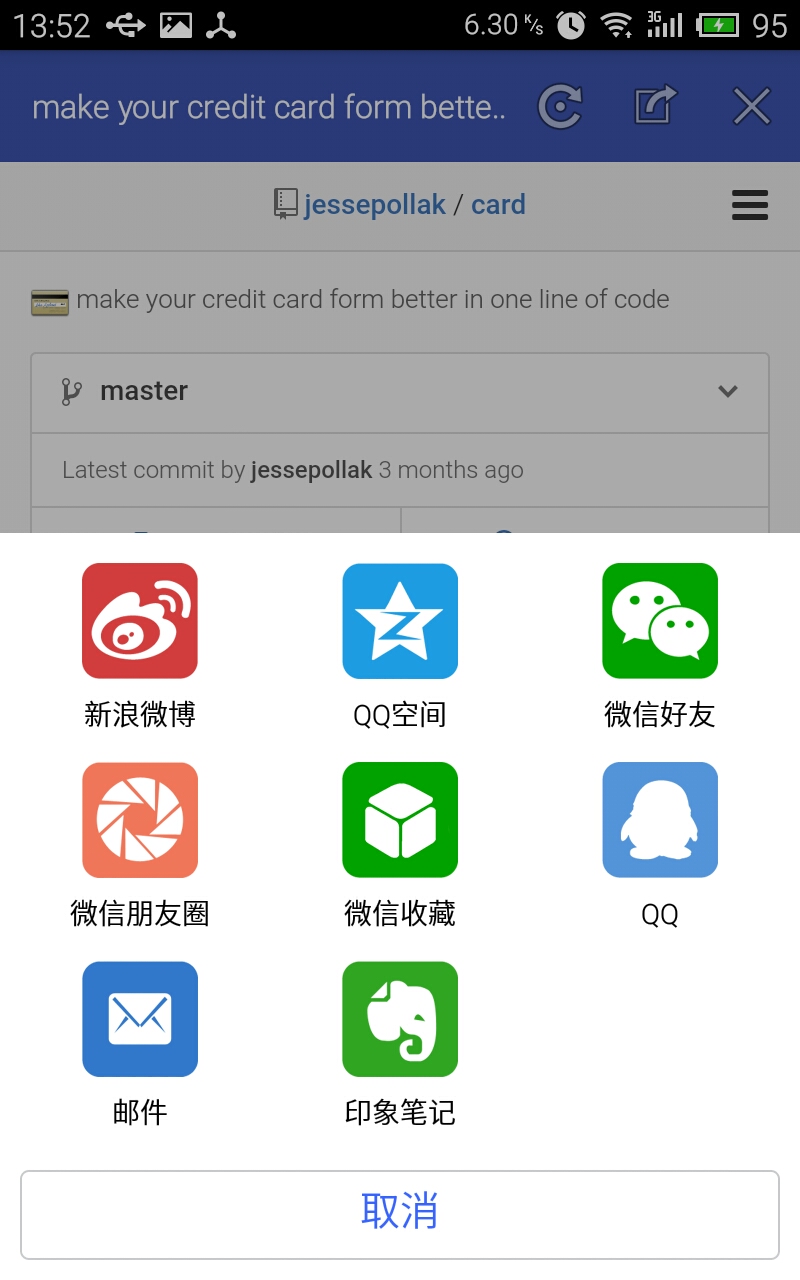 13:52 6.30 K/s 3G 95
make your credit card form bette..
jessepollak / card
make your credit card form better in one line of code
master
Latest commit by jessepollak 3 months ago
新浪微博 QQ空间 微信好友
微信朋友圈 微信收藏 QQ
邮件 印象笔记
取消